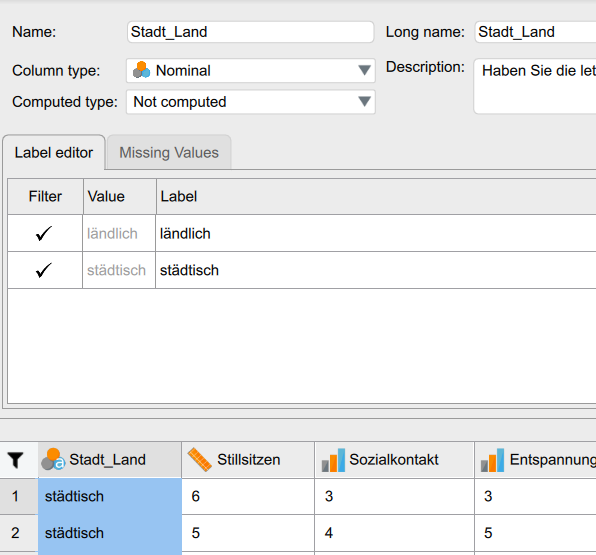 Name: Stadt_Land Long name: Stadt_Land
Column type: Nominal Description: Haben Sie die let
Computed type: Not computed
Label editor Missing Values
Filter Value Label
ländlich ländlich
städtisch städtisch
a Stadt_Land Stillsitzen Sozialkontakt Entspannung
1 städtisch 6 3 3
2 städtisch 5 4 5